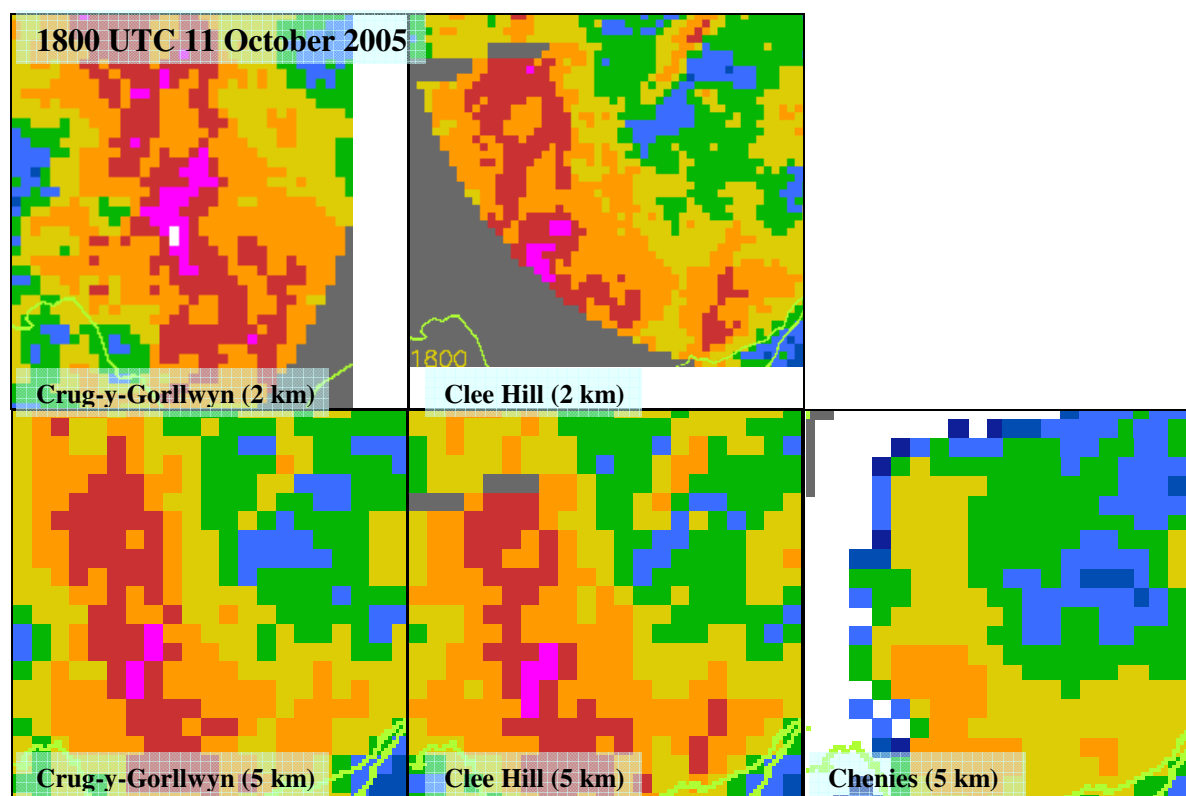 1800 UTC 11 October 2005
1800
Crug-y-Gorllwyn (2 km)
Clee Hill (2 km)
Crug-y-Gorllwyn (5 km)
Clee Hill (5 km)
Chenies (5 km)